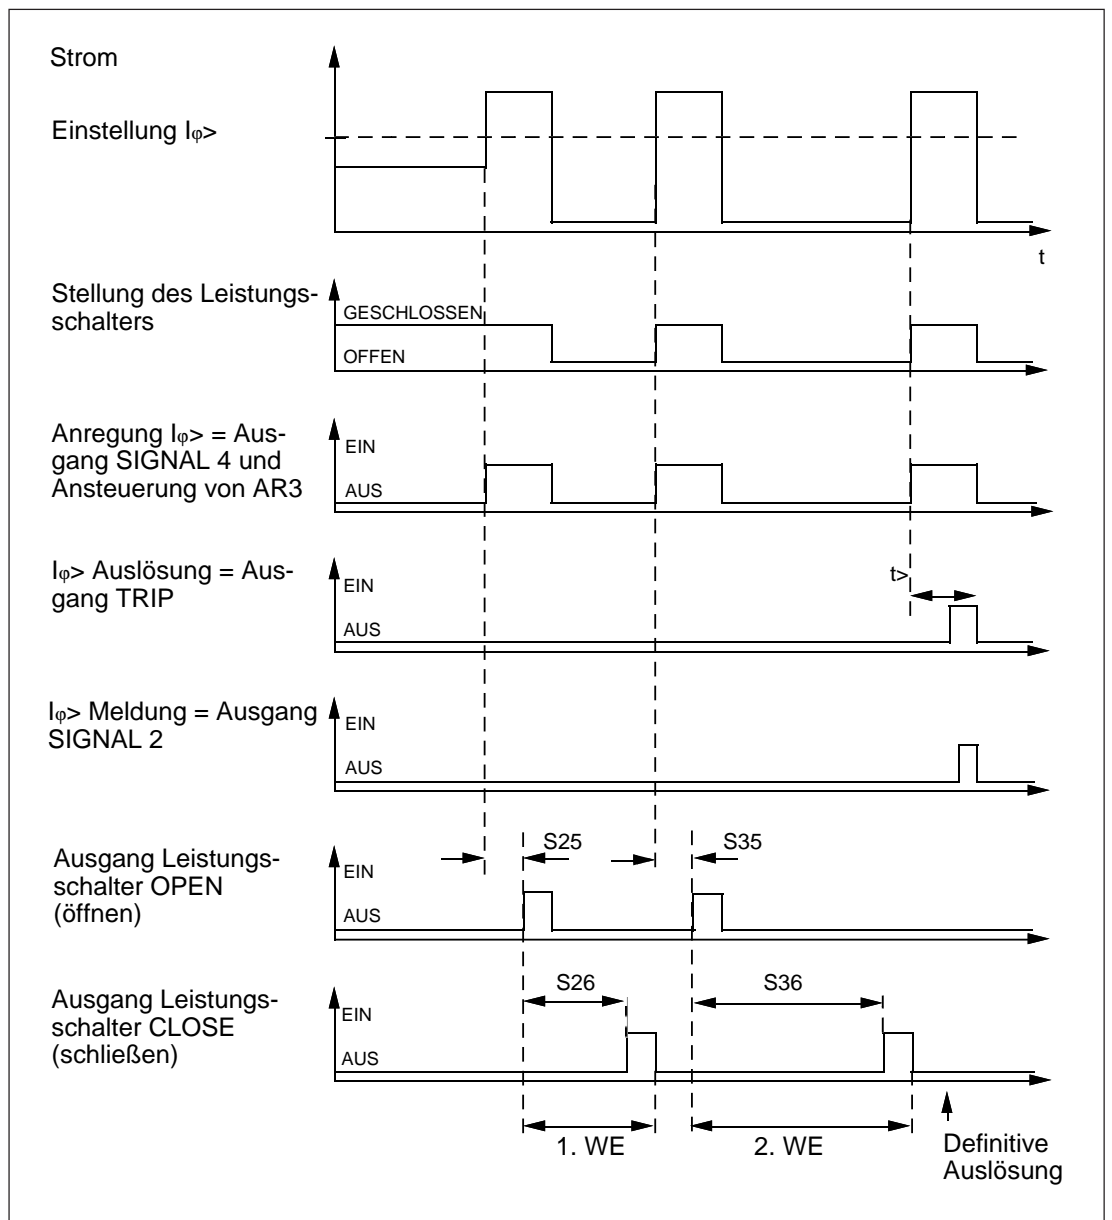 Strom
Einstellung Iφ>
t
Stellung des Leistungs-
schalters
GESCHLOSSEN
OFFEN
Anregung Iφ> = Aus-
gang SIGNAL 4 und
Ansteuerung von AR3
EIN
AUS
Iφ> Auslösung = Aus-
gang TRIP
EIN
AUS
t>
Iφ> Meldung = Ausgang
SIGNAL 2
EIN
AUS
Ausgang Leistungs-
schalter OPEN
(öffnen)
EIN
AUS
S25
S35
Ausgang Leistungs-
schalter CLOSE
(schließen)
EIN
AUS
S26
S36
1. WE
2. WE
Definitive
Auslösung